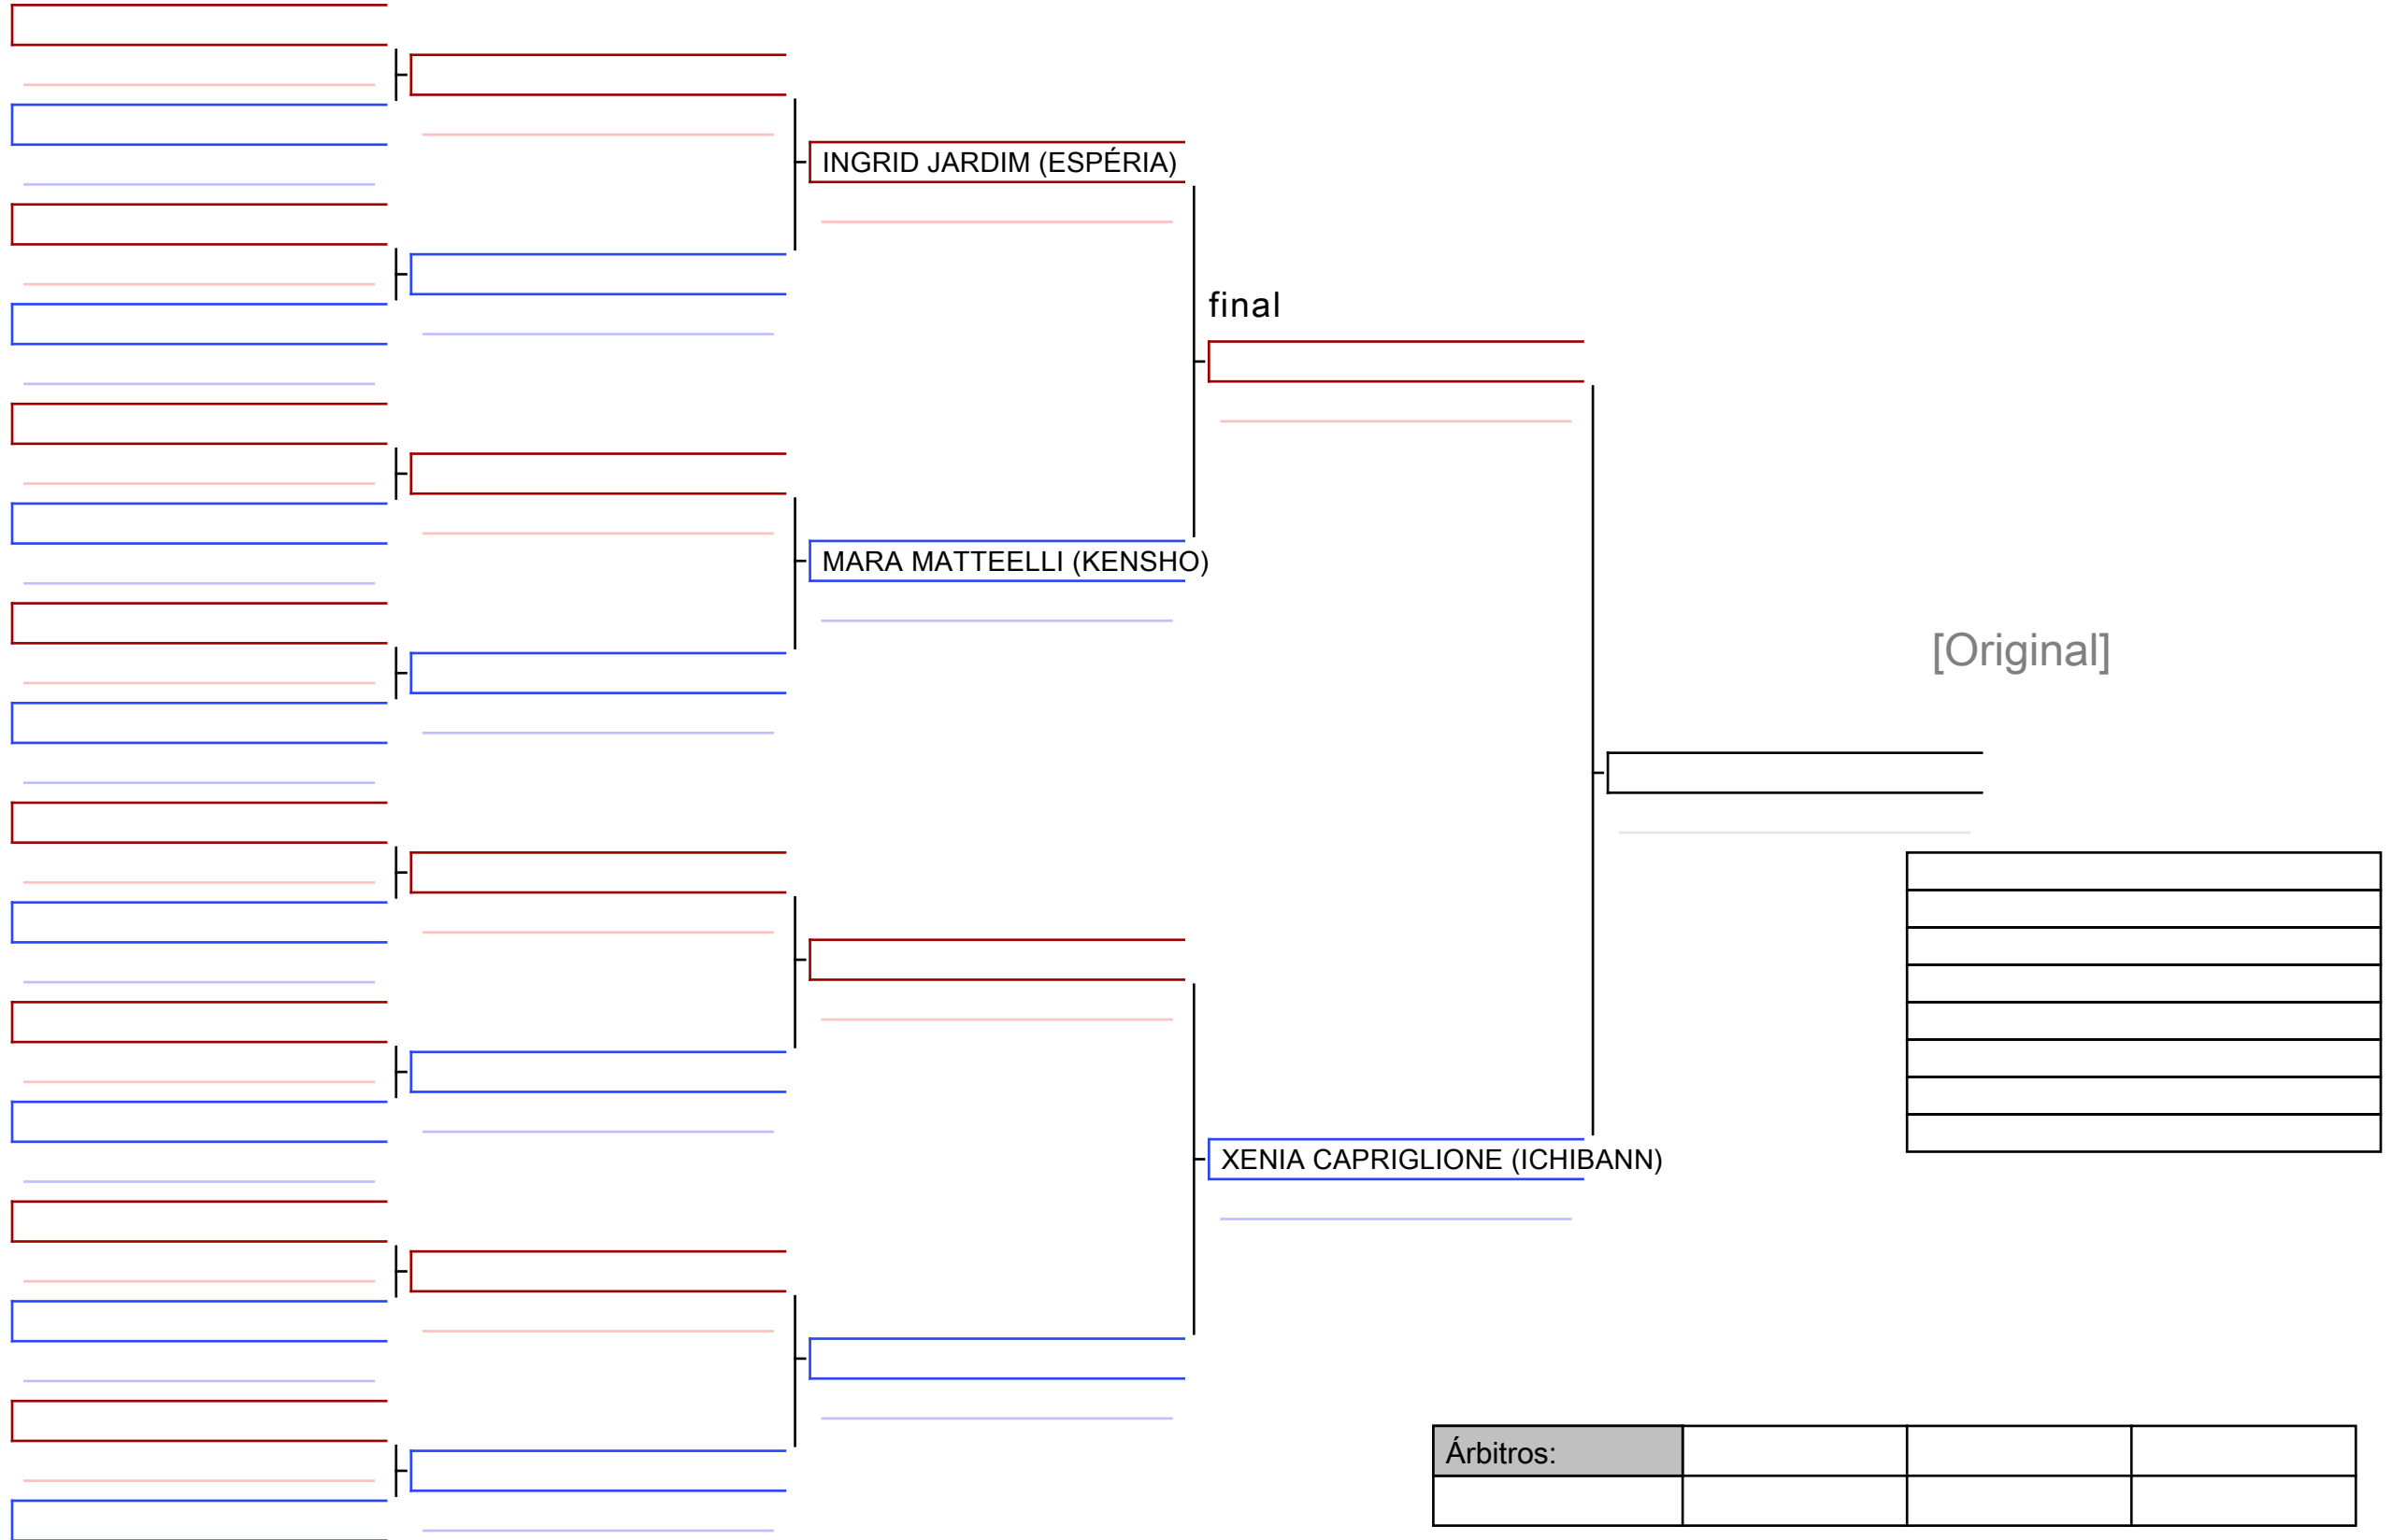 INGRID JARDIM (ESPÉRIA)
final
MARA MATTEELLI (KENSHO)
[Original]
XENIA CAPRIGLIONE (ICHIBANN)
Árbitros: